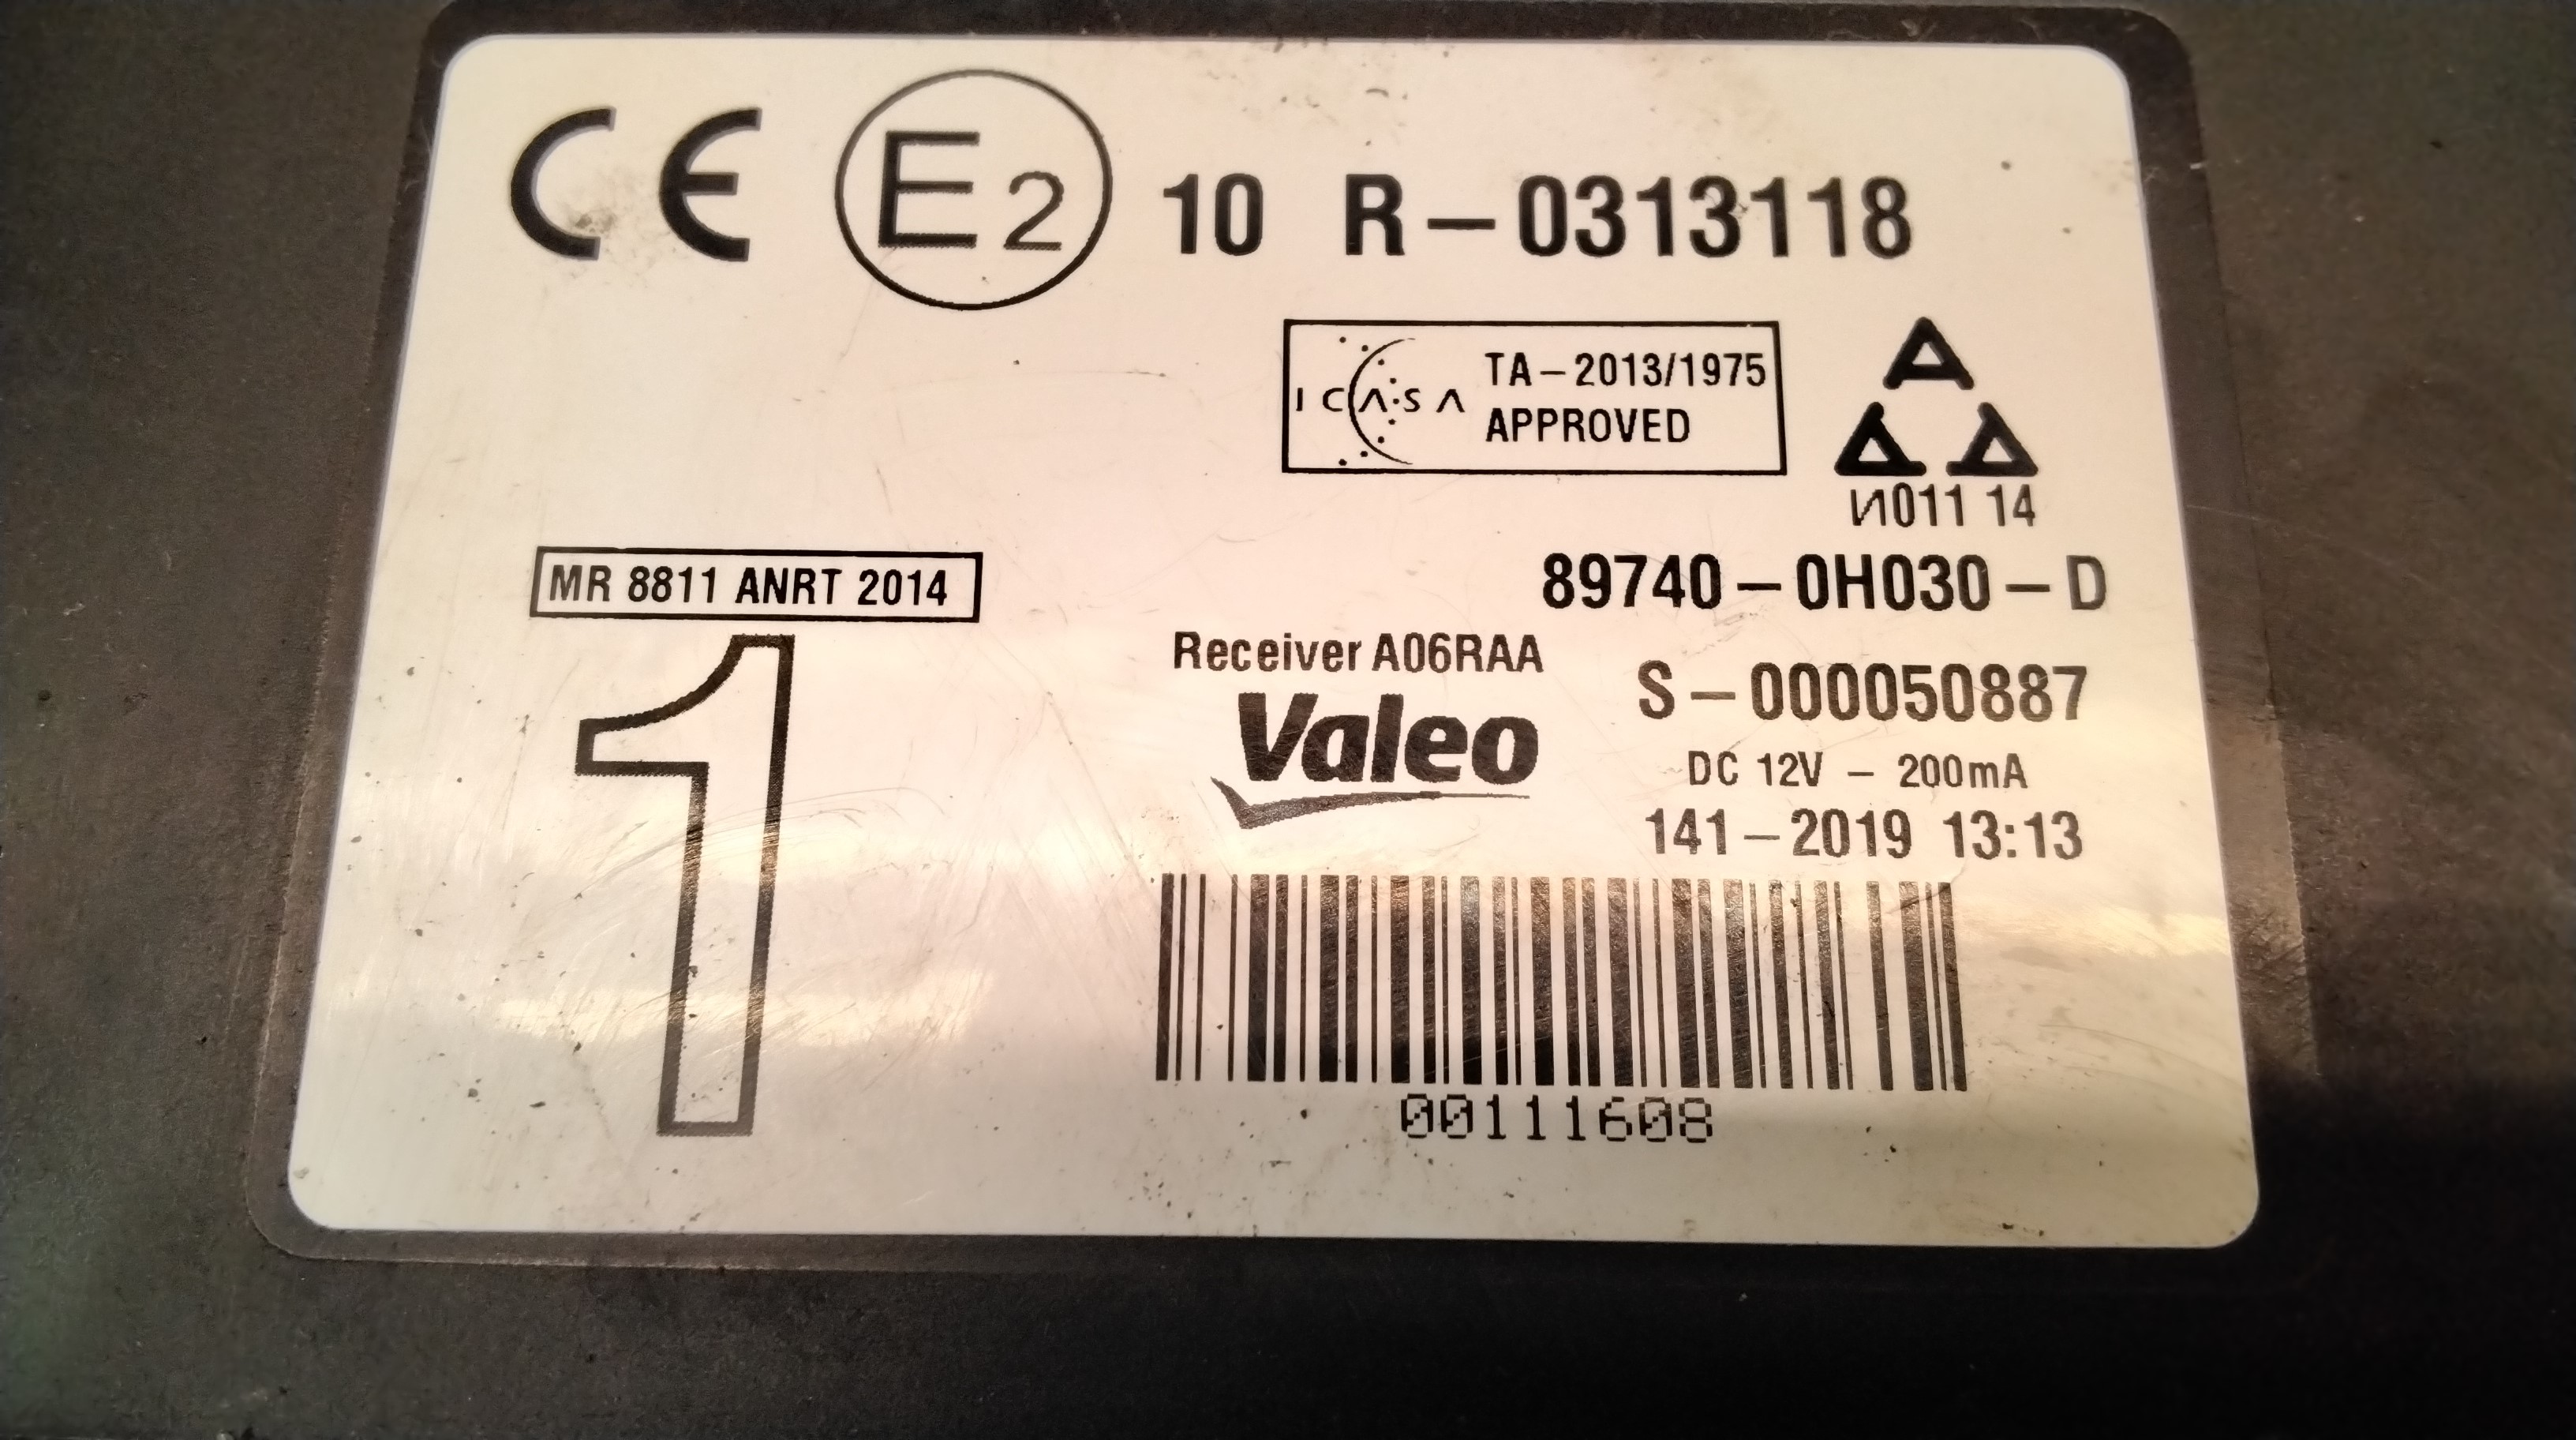 CE E2 10 R-0313118
ICASA TA-2013/1975
APPROVED
И011 14
MR 8811 ANRT 2014
89740-0H030-D
1
Receiver A06RAA
S-000050887
Valeo
DC 12V - 200mA
141-2019 13:13
00111608